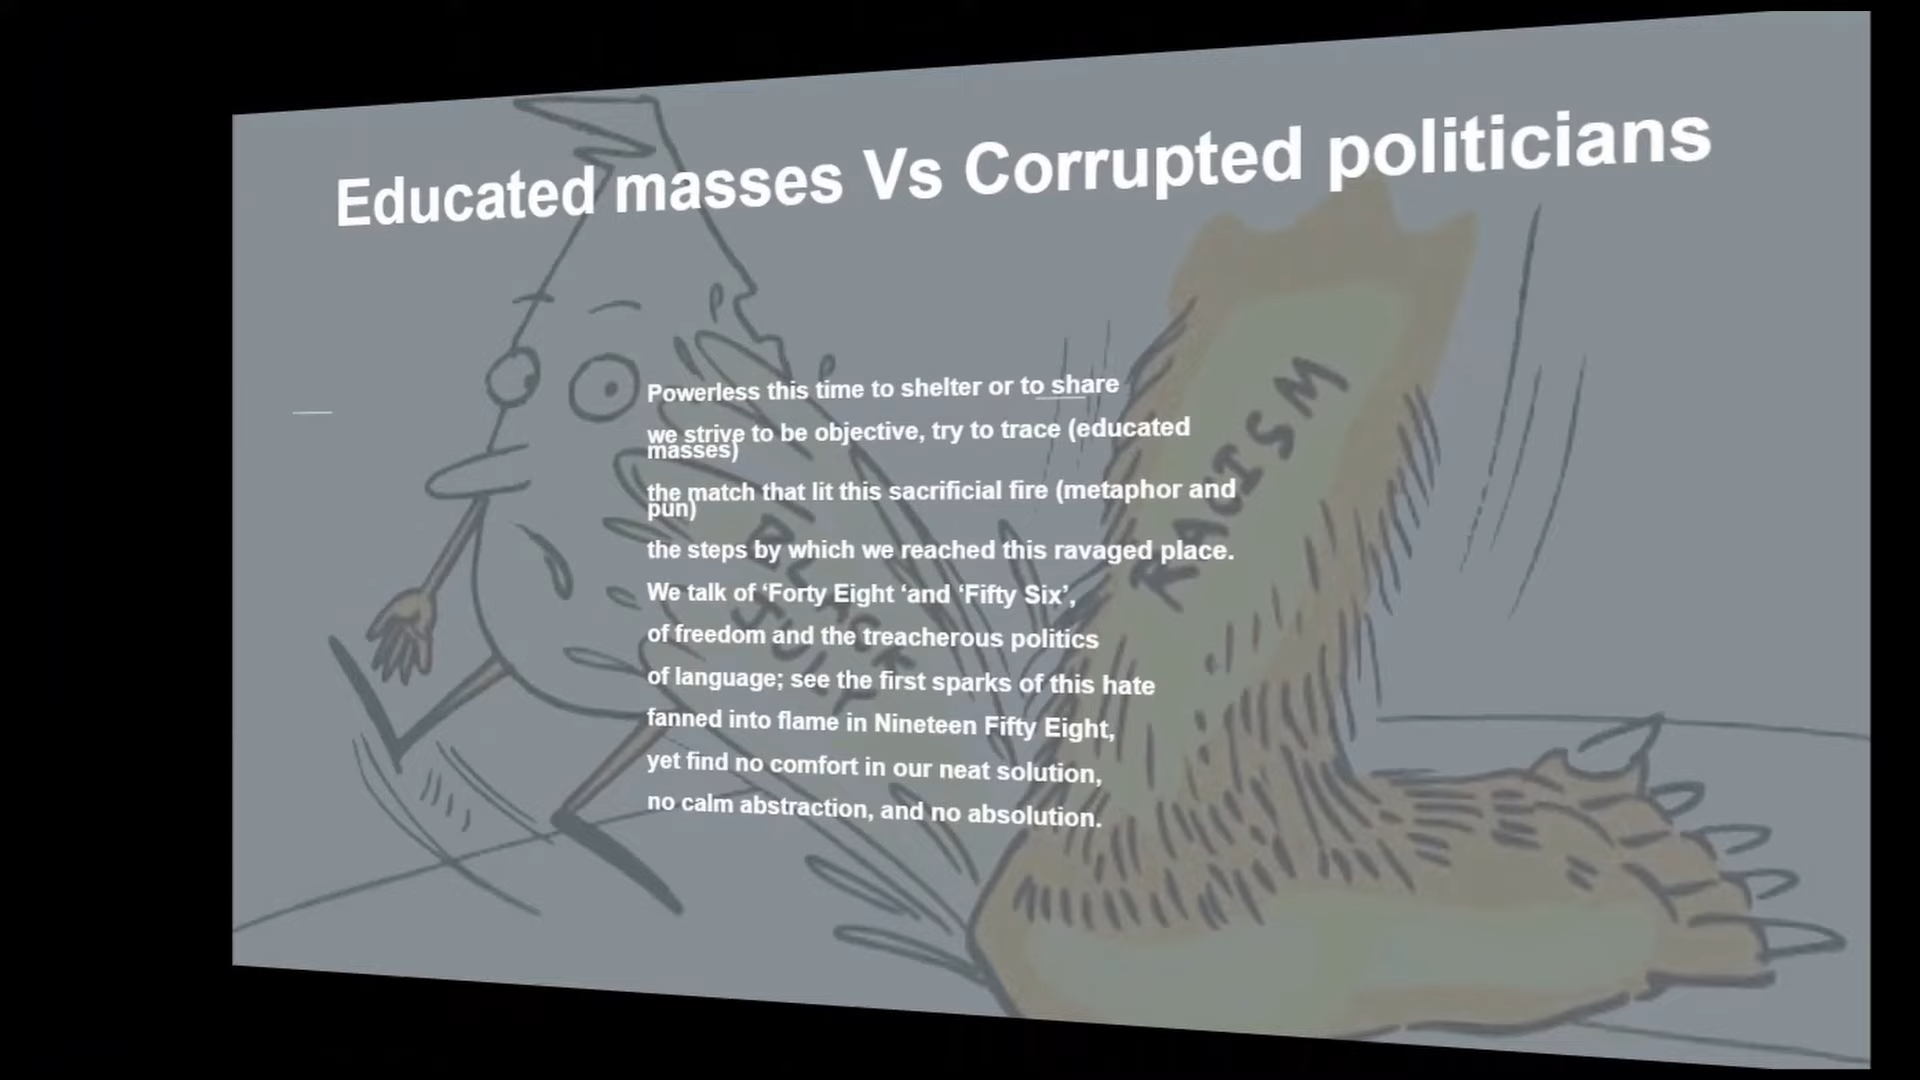 Educated masses Vs Corrupted politicians
Powerless this time to shelter or to share
we strive to be objective, try to trace (educated
masses)
the match that lit this sacrificial fire (metaphor and
pun)
the steps by which we reached this ravaged place.
We talk of ‘Forty Eight ‘and ‘Fifty Six’,
of freedom and the treacherous politics
of language; see the first sparks of this hate
fanned into flame in Nineteen Fifty Eight,
yet find no comfort in our neat solution,
no calm abstraction, and no absolution.
BLACK
JULY
RACISM